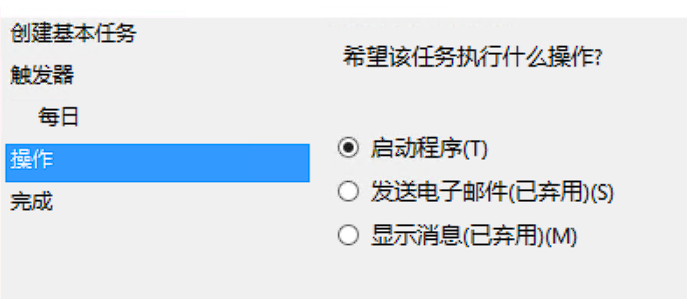 创建基本任务
触发器
每日
操作
完成
希望该任务执行什么操作?
启动程序(T)
发送电子邮件(已弃用)(S)
显示消息(已弃用)(M)